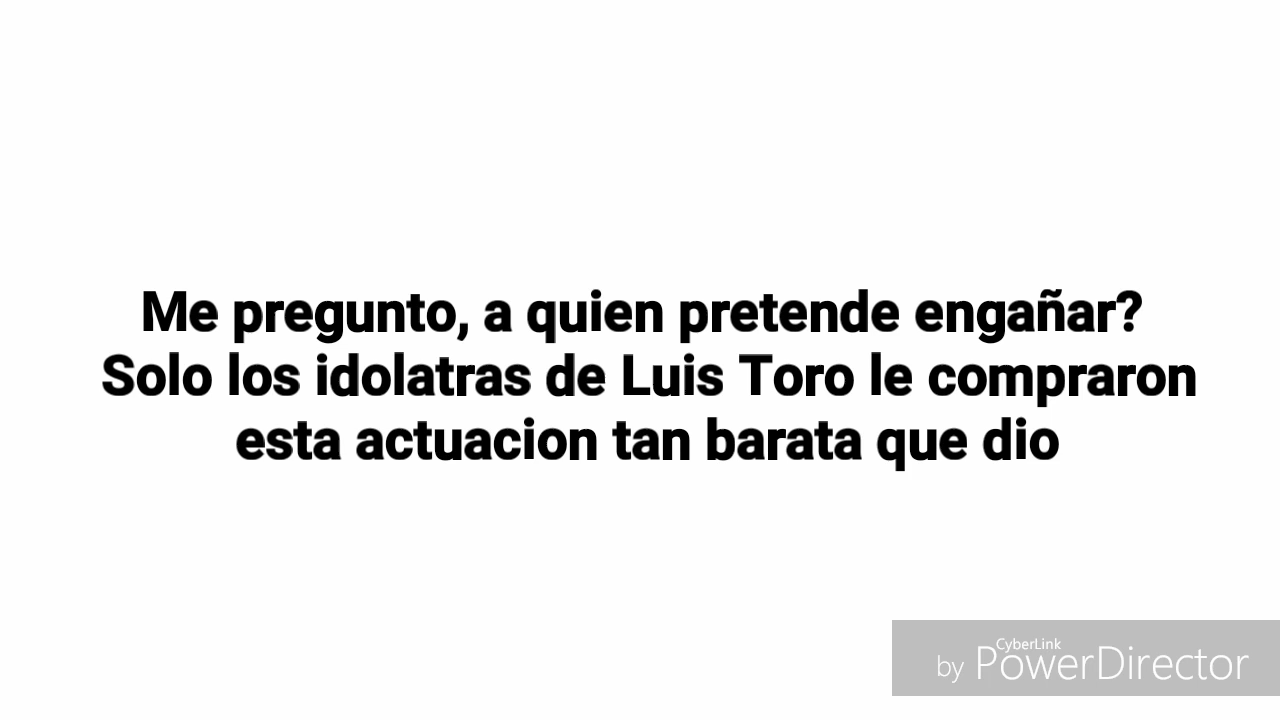 Me pregunto, a quien pretende engañar?
Solo los idolatras de Luis Toro le compraron
esta actuacion tan barata que dio
CyberLink
by PowerDirector